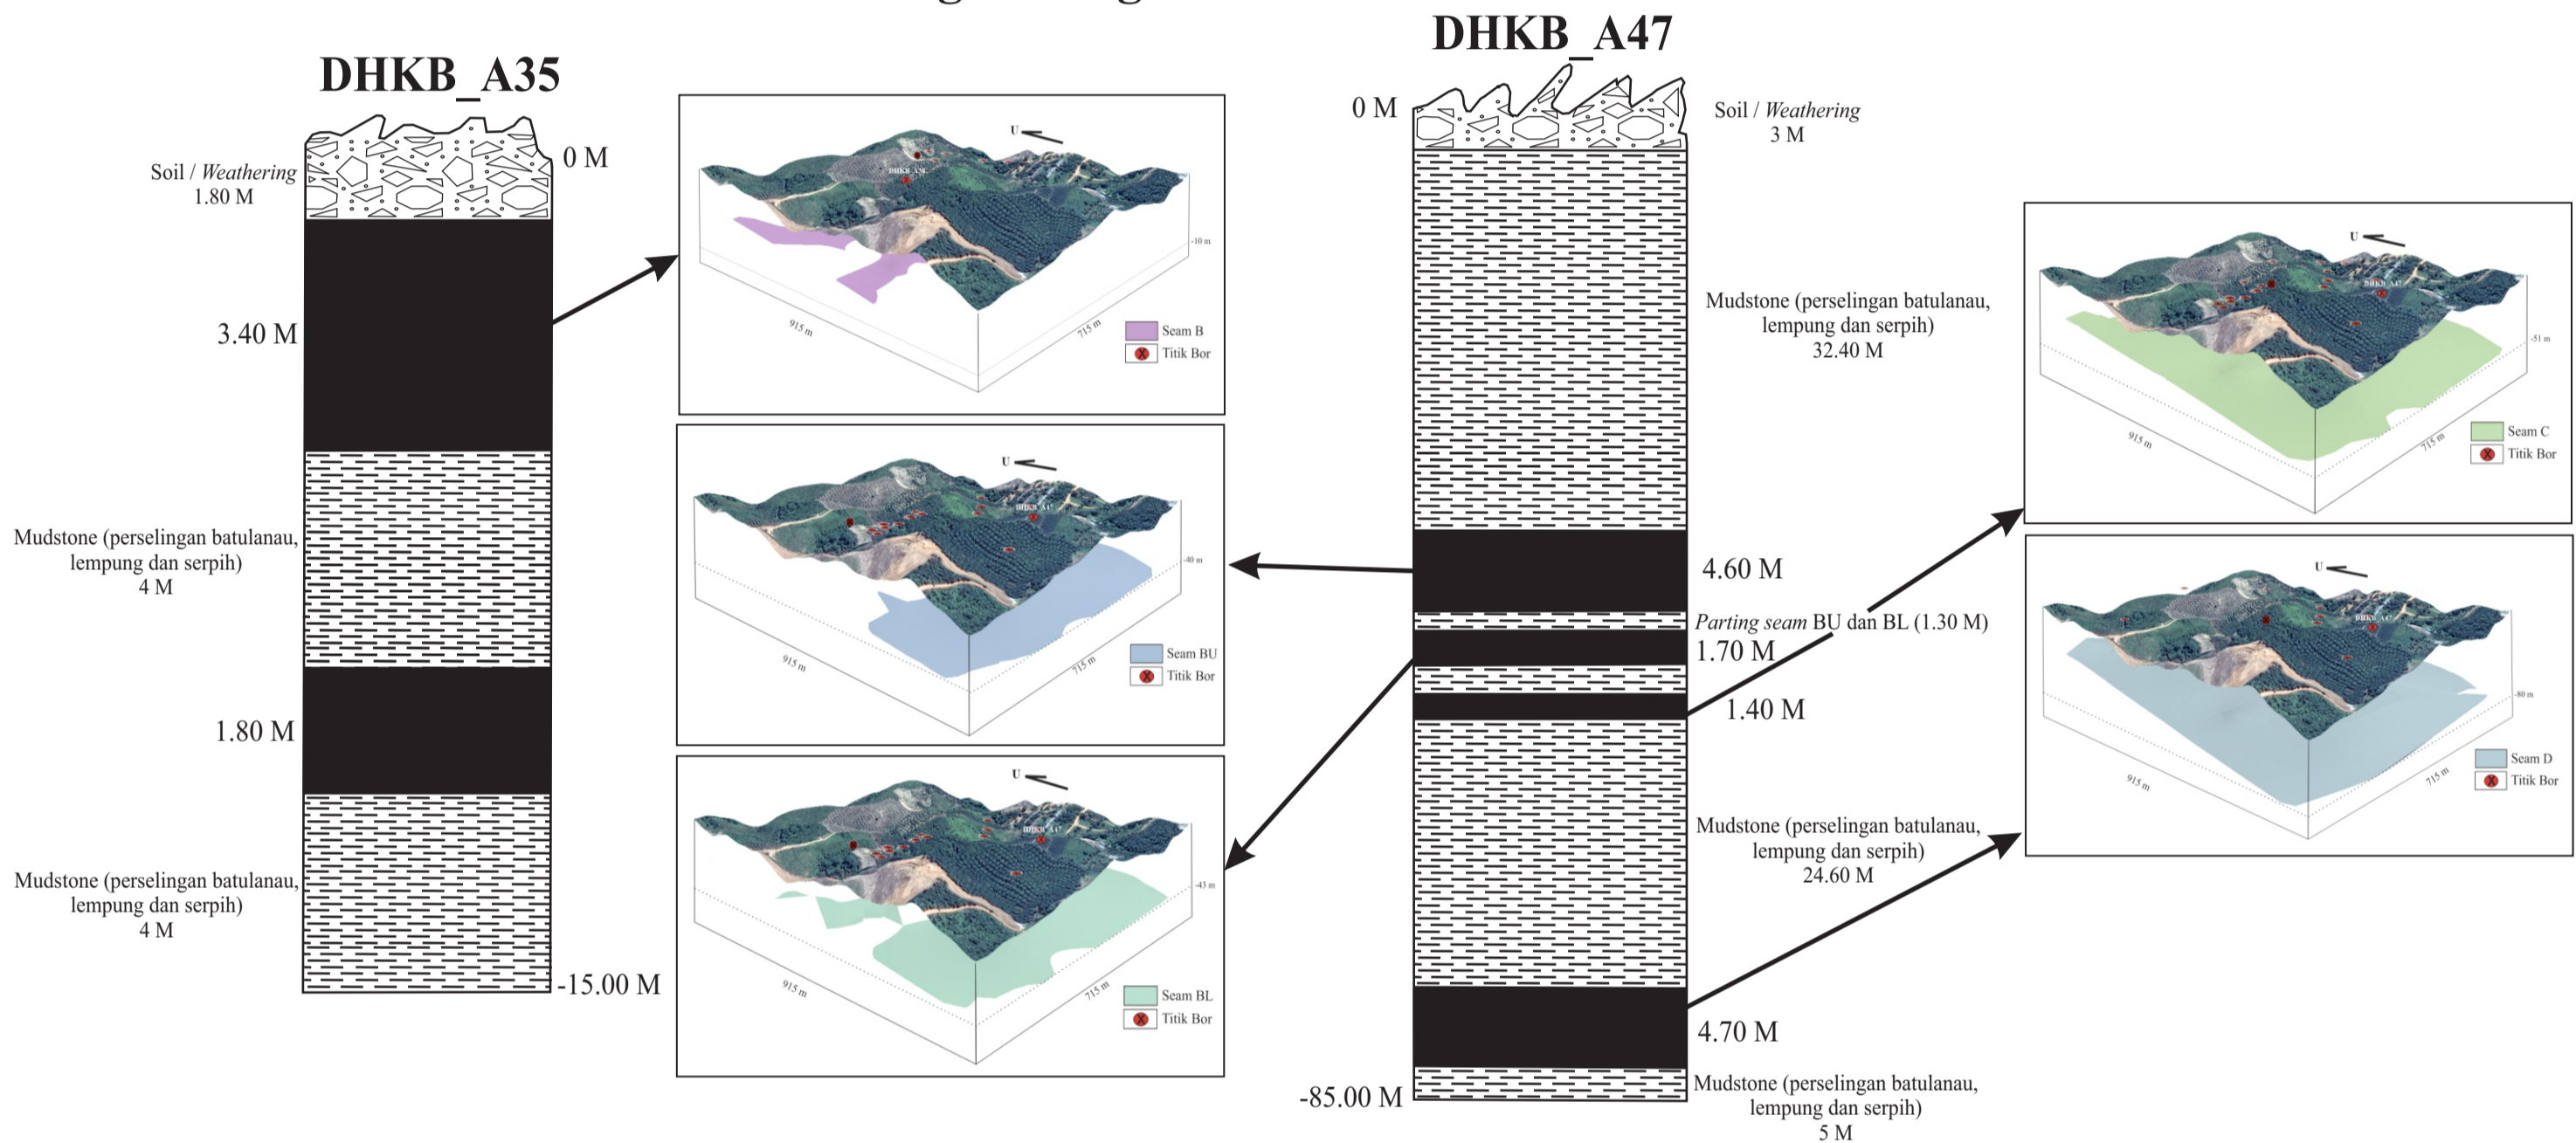 DHKB_A35
0 M
Soil / Weathering
1.80 M
3.40 M
Mudstone (perselingan batulanau,
lempung dan serpih)
4 M
1.80 M
Mudstone (perselingan batulanau,
lempung dan serpih)
4 M
-15.00 M
U
-10 m
915 m
715 m
Seam B
Titik Bor
U
DHKB_A47
-40 m
915 m
715 m
Seam BU
Titik Bor
U
DHKB_A47
-43 m
915 m
715 m
Seam BL
Titik Bor
DHKB_A47
0 M
Soil / Weathering
3 M
Mudstone (perselingan batulanau,
lempung dan serpih)
32.40 M
4.60 M
Parting seam BU dan BL (1.30 M)
1.70 M
1.40 M
Mudstone (perselingan batulanau,
lempung dan serpih)
24.60 M
4.70 M
-85.00 M
Mudstone (perselingan batulanau,
lempung dan serpih)
5 M
U
DHKB_A47
-51 m
915 m
715 m
Seam C
Titik Bor
U
DHKB_A47
-80 m
915 m
715 m
Seam D
Titik Bor